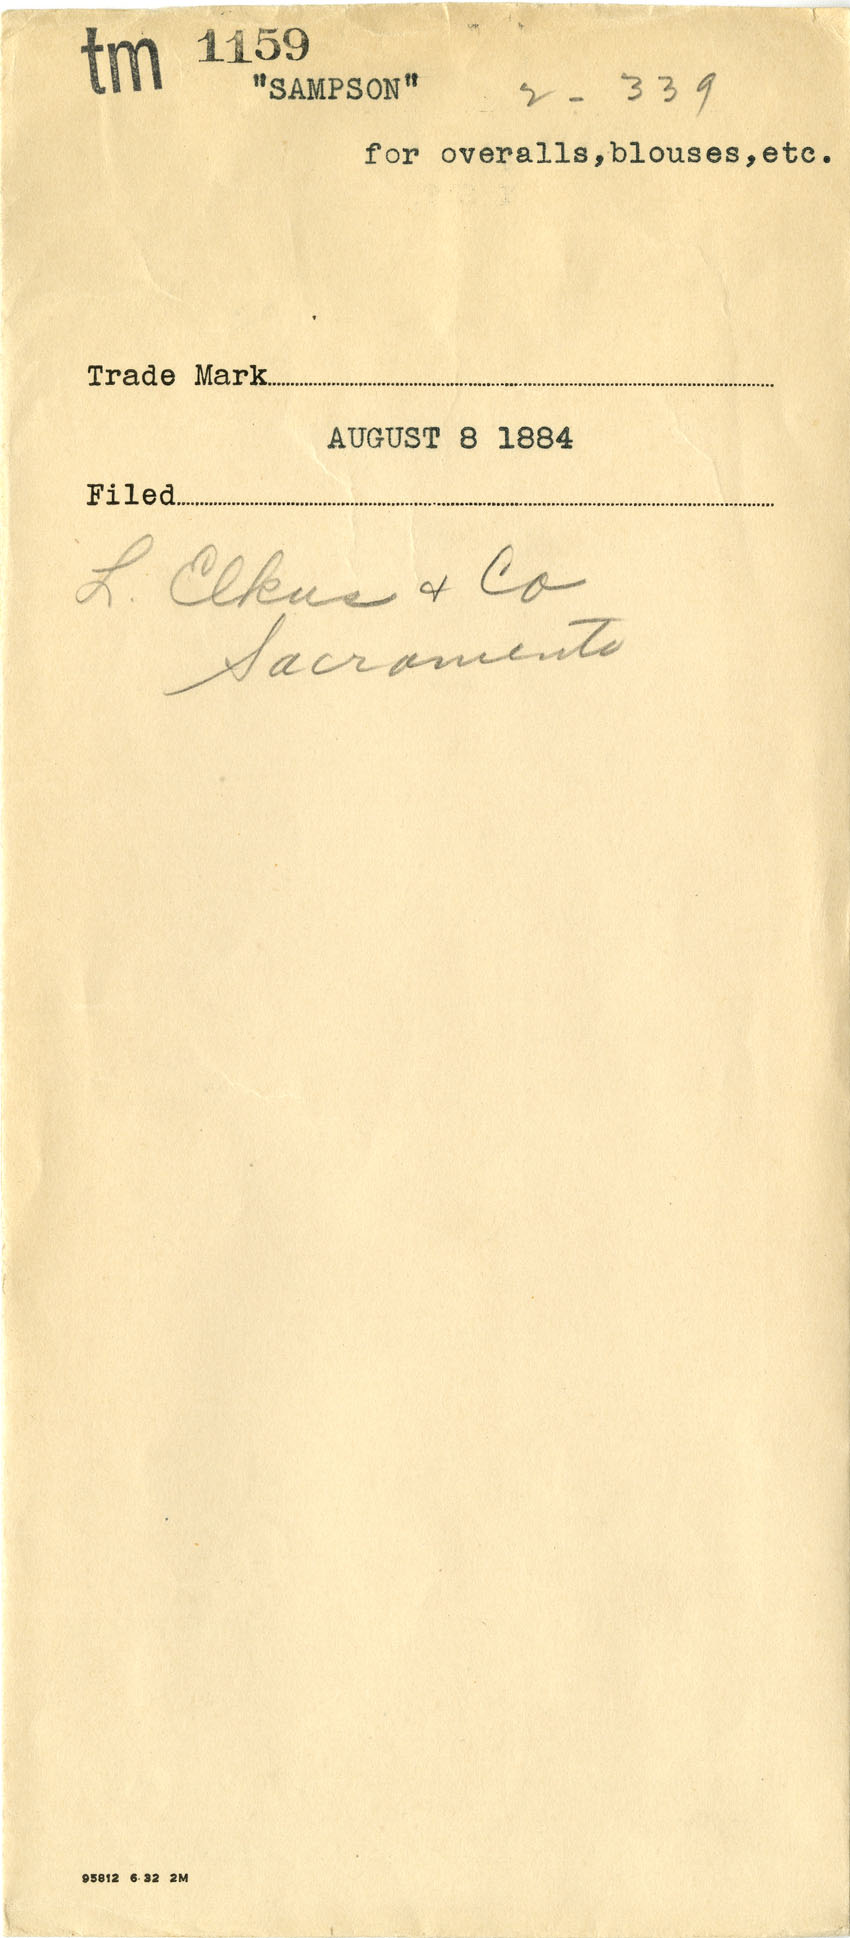 tm 1159
"SAMPSON" 2 - 339
for overalls,blouses,etc.
Trade Mark
AUGUST 8 1884
Filed
L. Elkus & Co
Sacramento
95812 6-32 2M